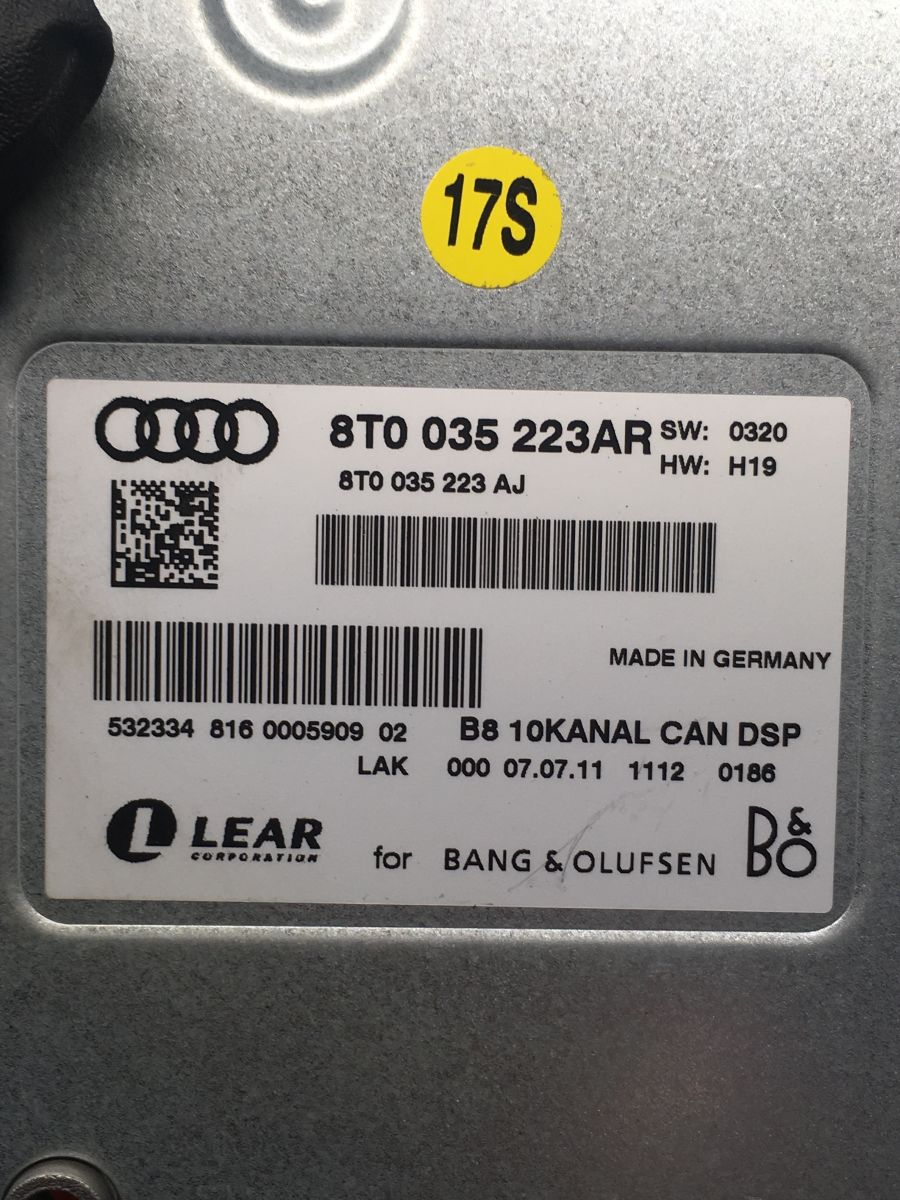 17S
8T0 035 223AR SW: 0320
HW: H19
8T0 035 223 AJ
MADE IN GERMANY
532334 816 0005909 02 B8 10KANAL CAN DSP
LAK 000 07.07.11 1112 0186
LEAR
CORPORATION
for BANG & OLUFSEN B&O